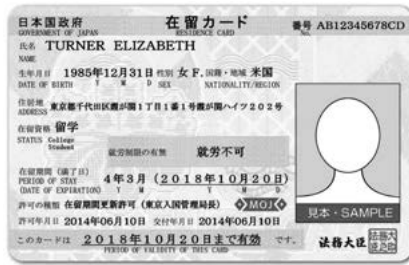 日本国政府 在留カード 番号 AB12345678CD
GOVERNMENT OF JAPAN RESIDENCE CARD No.
氏名 TURNER ELIZABETH
NAME
生年月日 1985年12月31日 性別 女 F. 国籍・地域 米国
DATE OF BIRTH Y M D SEX NATIONALITY/REGION
住居地 東京都千代田区霞が関1丁目1番1号霞が関ハイツ202号
ADDRESS
在留資格 留学
STATUS College
Student
就労制限の有無 就労不可
在留期間(満了日) 4年3月(2018年10月20日)
PERIOD OF STAY
(DATE OF EXPIRATION) Y M Y M D
許可の種類 在留期間更新許可(東京入国管理局長) MOJ
許可年月日 2014年06月10日 交付年月日 2014年06月10日
見本・SAMPLE
このカードは 2018年10月20日まで有効 です。
PERIOD OF VALIDITY OF THIS CARD
法務大臣